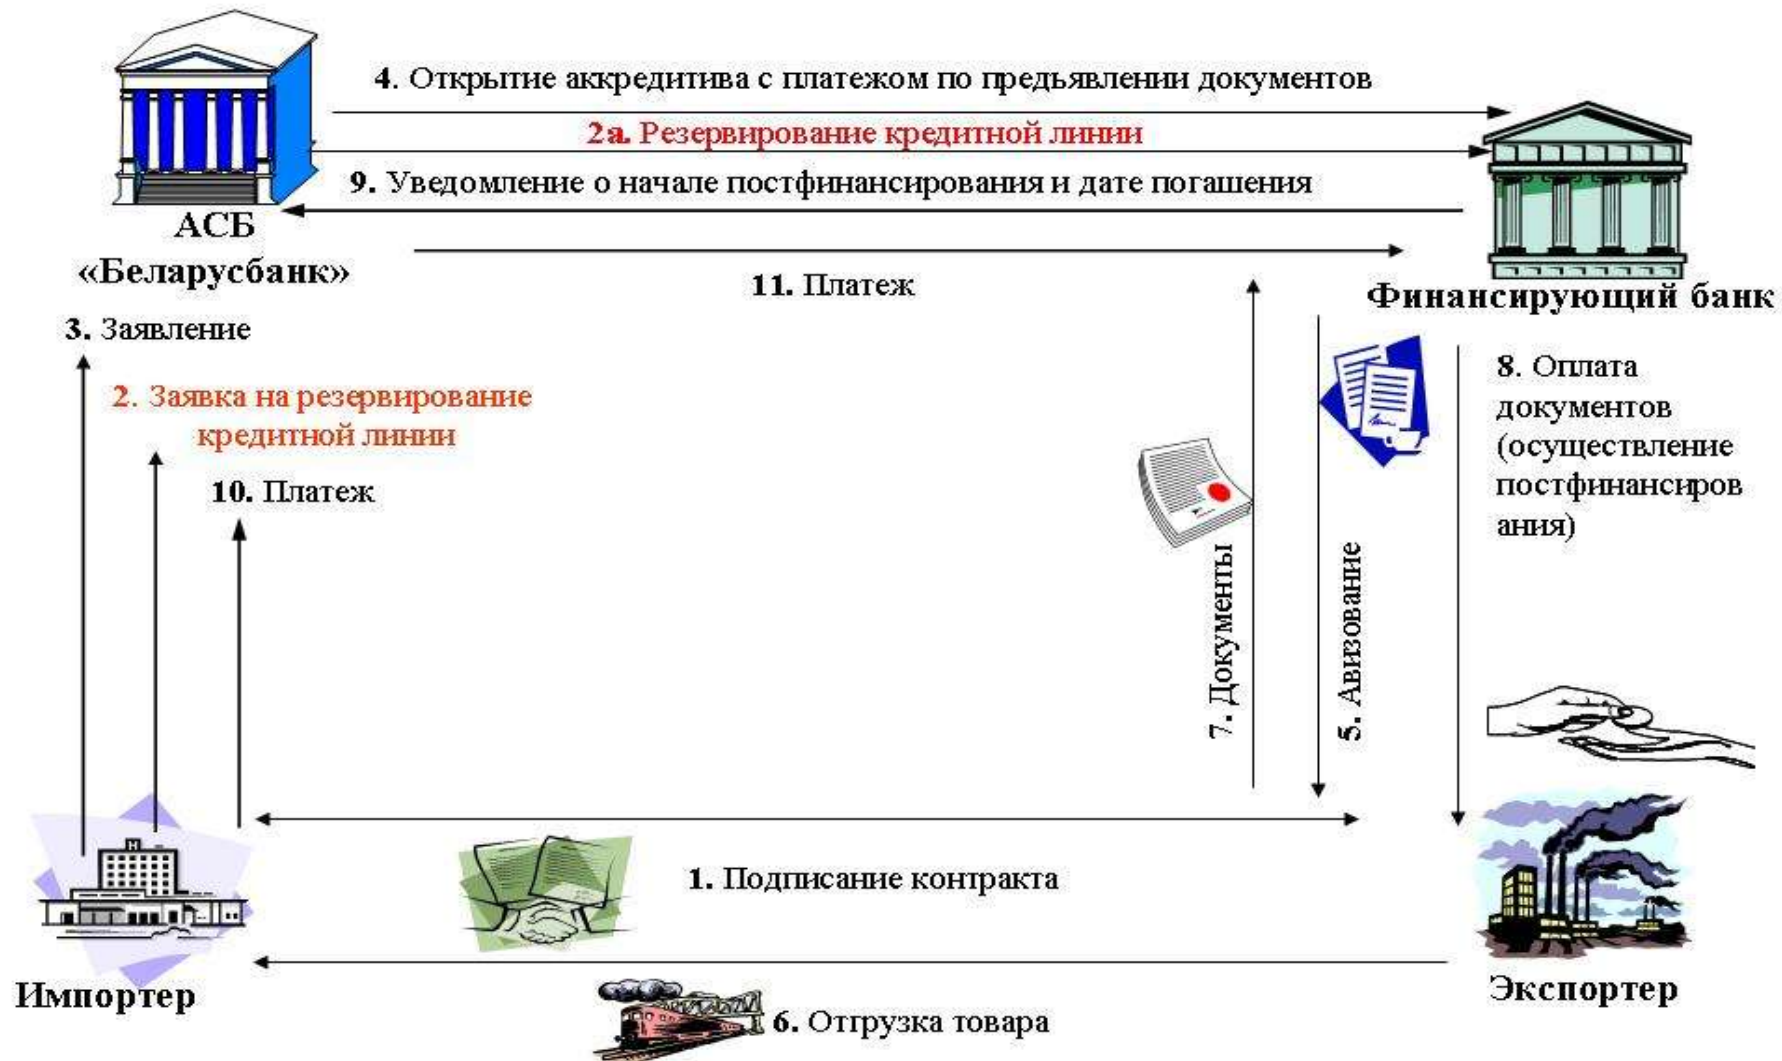 4. Открытие аккредитива с платежом по предьявлении документов
2а. Резервирование кредитной линии
9. Уведомление о начале постфинансирования и дате погашения
АСБ
«Беларусбанк»
11. Платеж
Финансирующий банк
3. Заявление
2. Заявка на резервирование
кредитной линии
10. Платеж
8. Оплата
документов
(осуществление
постфинансиров
ания)
7. Документы
5. Авизование
1. Подписание контракта
Импортер
Экспортер
6. Отгрузка товара